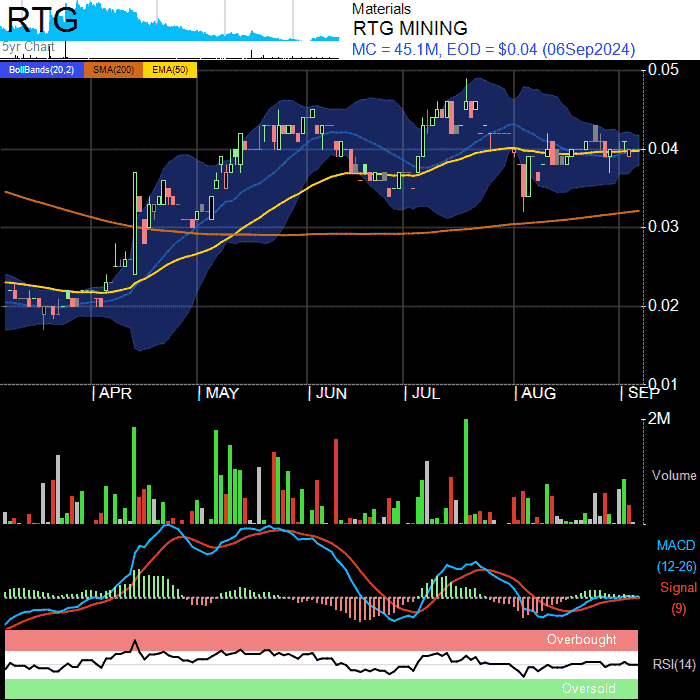 RTG
5yr Chart
Materials
RTG MINING
MC = 45.1M, EOD = $0.04 (06Sep2024)
BollBands(20,2) SMA(200) EMA(50)
0.05
0.04
0.03
0.02
0.01
APR MAY JUN JUL AUG SEP
2M
Volume
MACD
(12-26)
Signal
(9)
Overbought
RSI(14)
Oversold